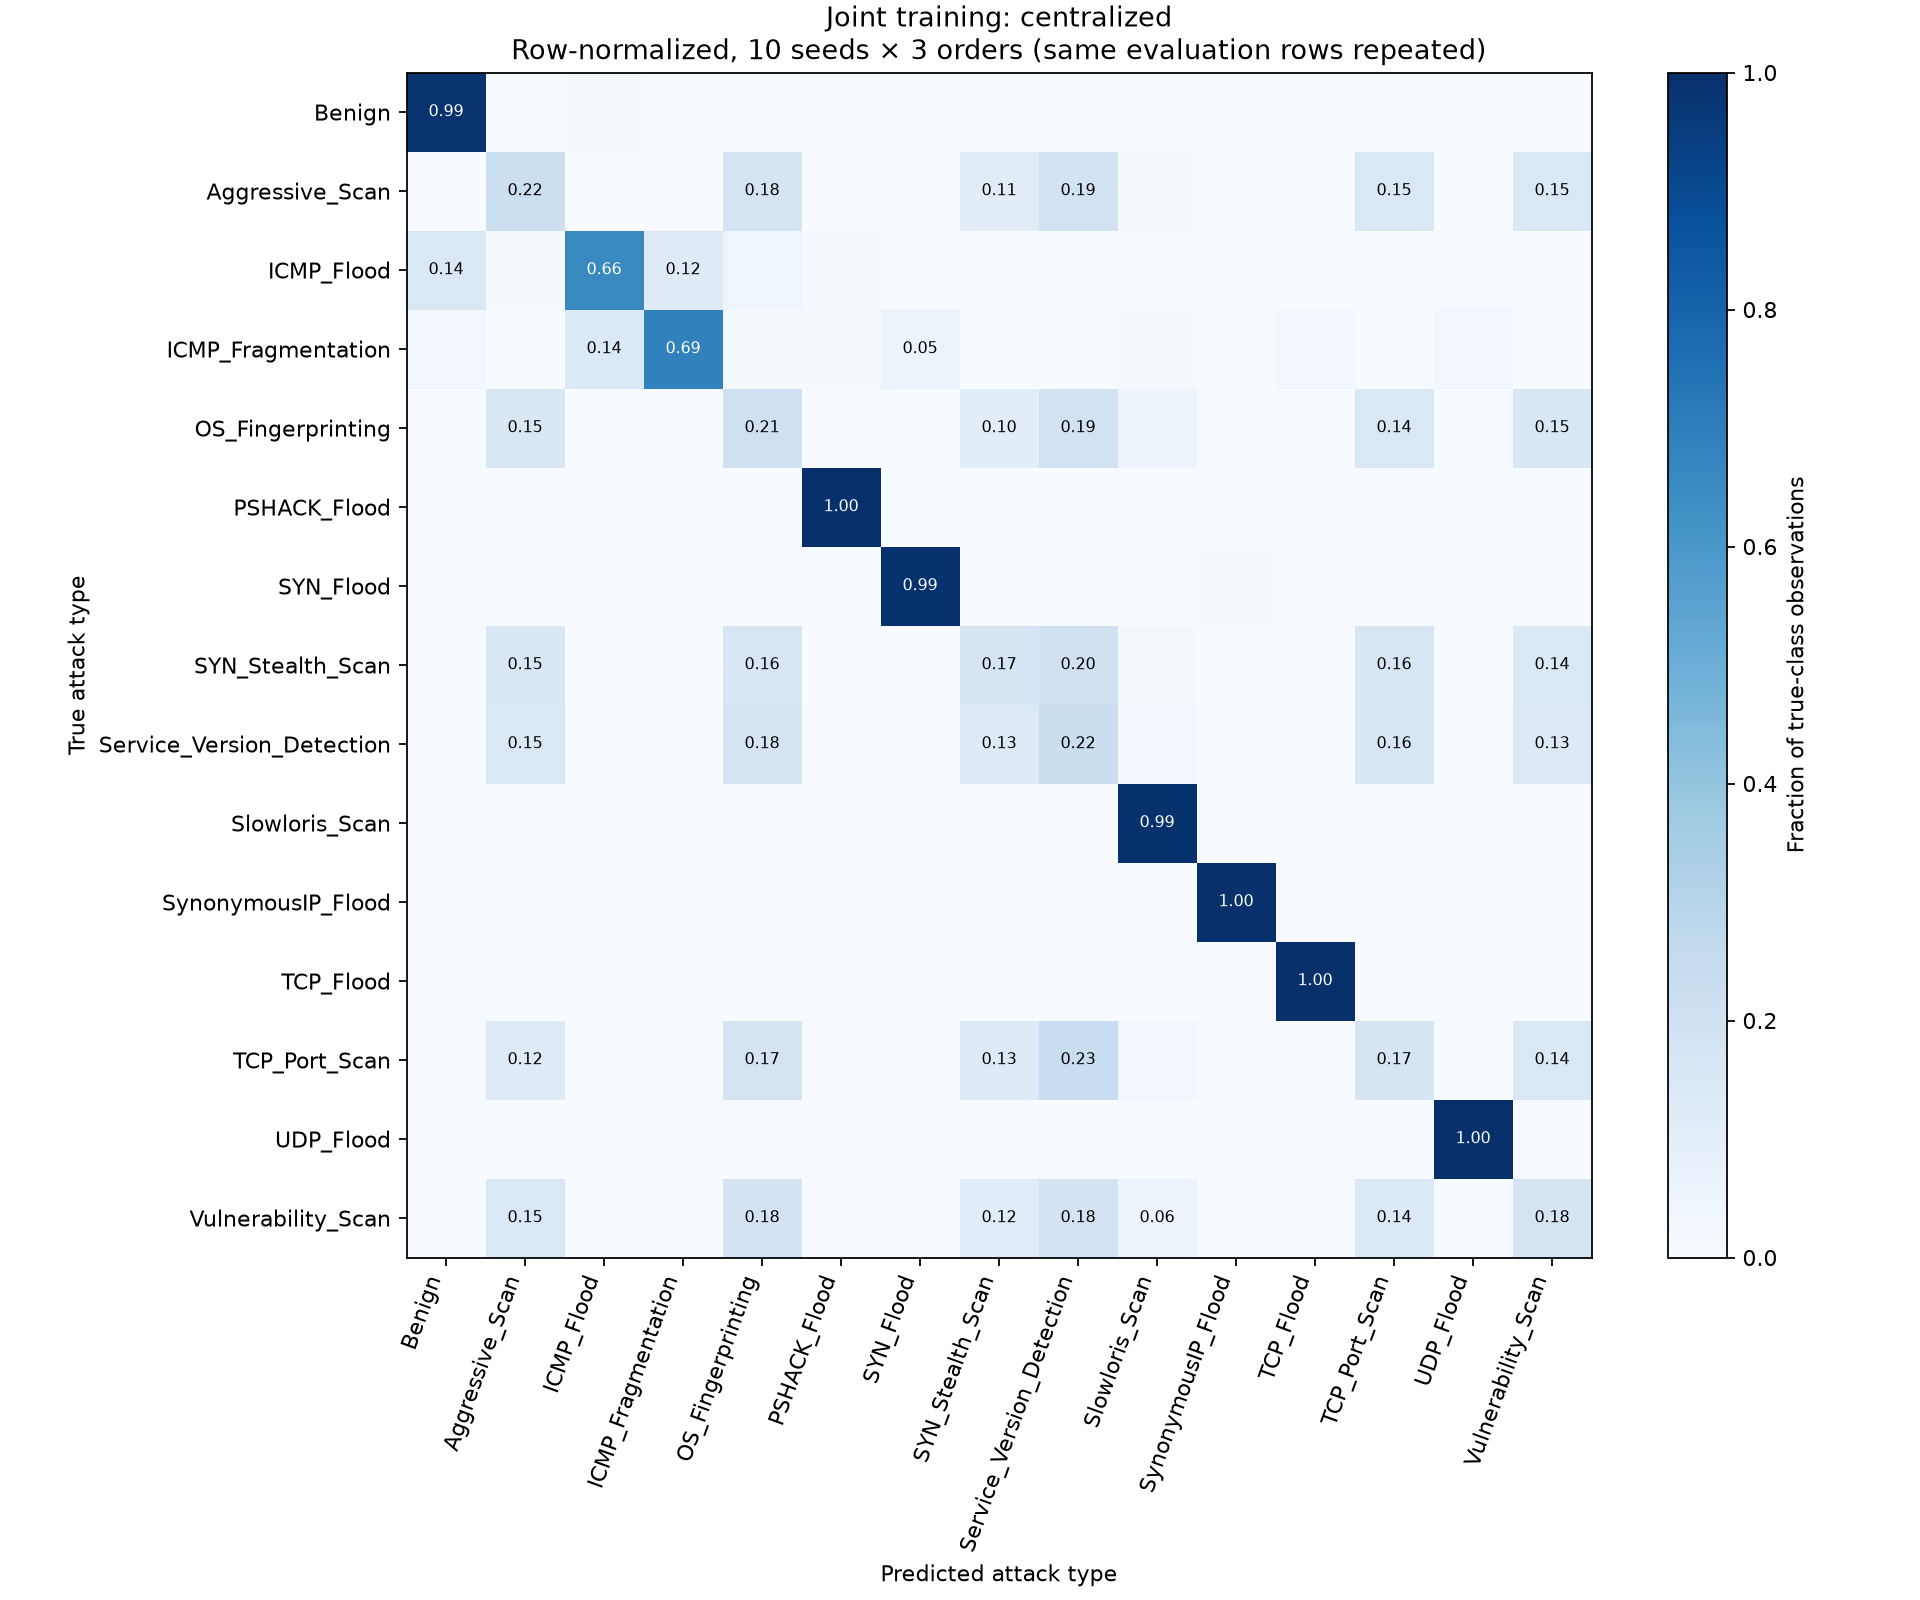 Joint training: centralized
Row-normalized, 10 seeds × 3 orders (same evaluation rows repeated)
True attack type
Benign 0.99
Aggressive_Scan 0.22 0.18 0.11 0.19 0.15 0.15
ICMP_Flood 0.14 0.66 0.12
ICMP_Fragmentation 0.14 0.69 0.05
OS_Fingerprinting 0.15 0.21 0.10 0.19 0.14 0.15
PSHACK_Flood 1.00
SYN_Flood 0.99
SYN_Stealth_Scan 0.15 0.16 0.17 0.20 0.16 0.14
Service_Version_Detection 0.15 0.18 0.13 0.22 0.16 0.13
Slowloris_Scan 0.99
SynonymousIP_Flood 1.00
TCP_Flood 1.00
TCP_Port_Scan 0.12 0.17 0.13 0.23 0.17 0.14
UDP_Flood 1.00
Vulnerability_Scan 0.15 0.18 0.12 0.18 0.06 0.14 0.18
Benign
Aggressive_Scan
ICMP_Flood
ICMP_Fragmentation
OS_Fingerprinting
PSHACK_Flood
SYN_Flood
SYN_Stealth_Scan
Service_Version_Detection
Slowloris_Scan
SynonymousIP_Flood
TCP_Flood
TCP_Port_Scan
UDP_Flood
Vulnerability_Scan
Predicted attack type
1.0
0.8
0.6
0.4
0.2
0.0
Fraction of true-class observations